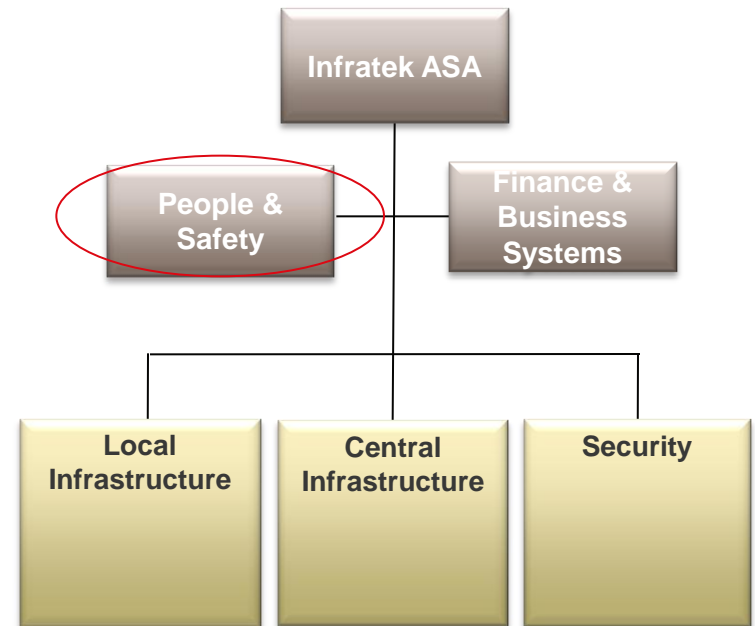 Infratek ASA
People &
Safety
Finance &
Business
Systems
Local
Infrastructure
Central
Infrastructure
Security